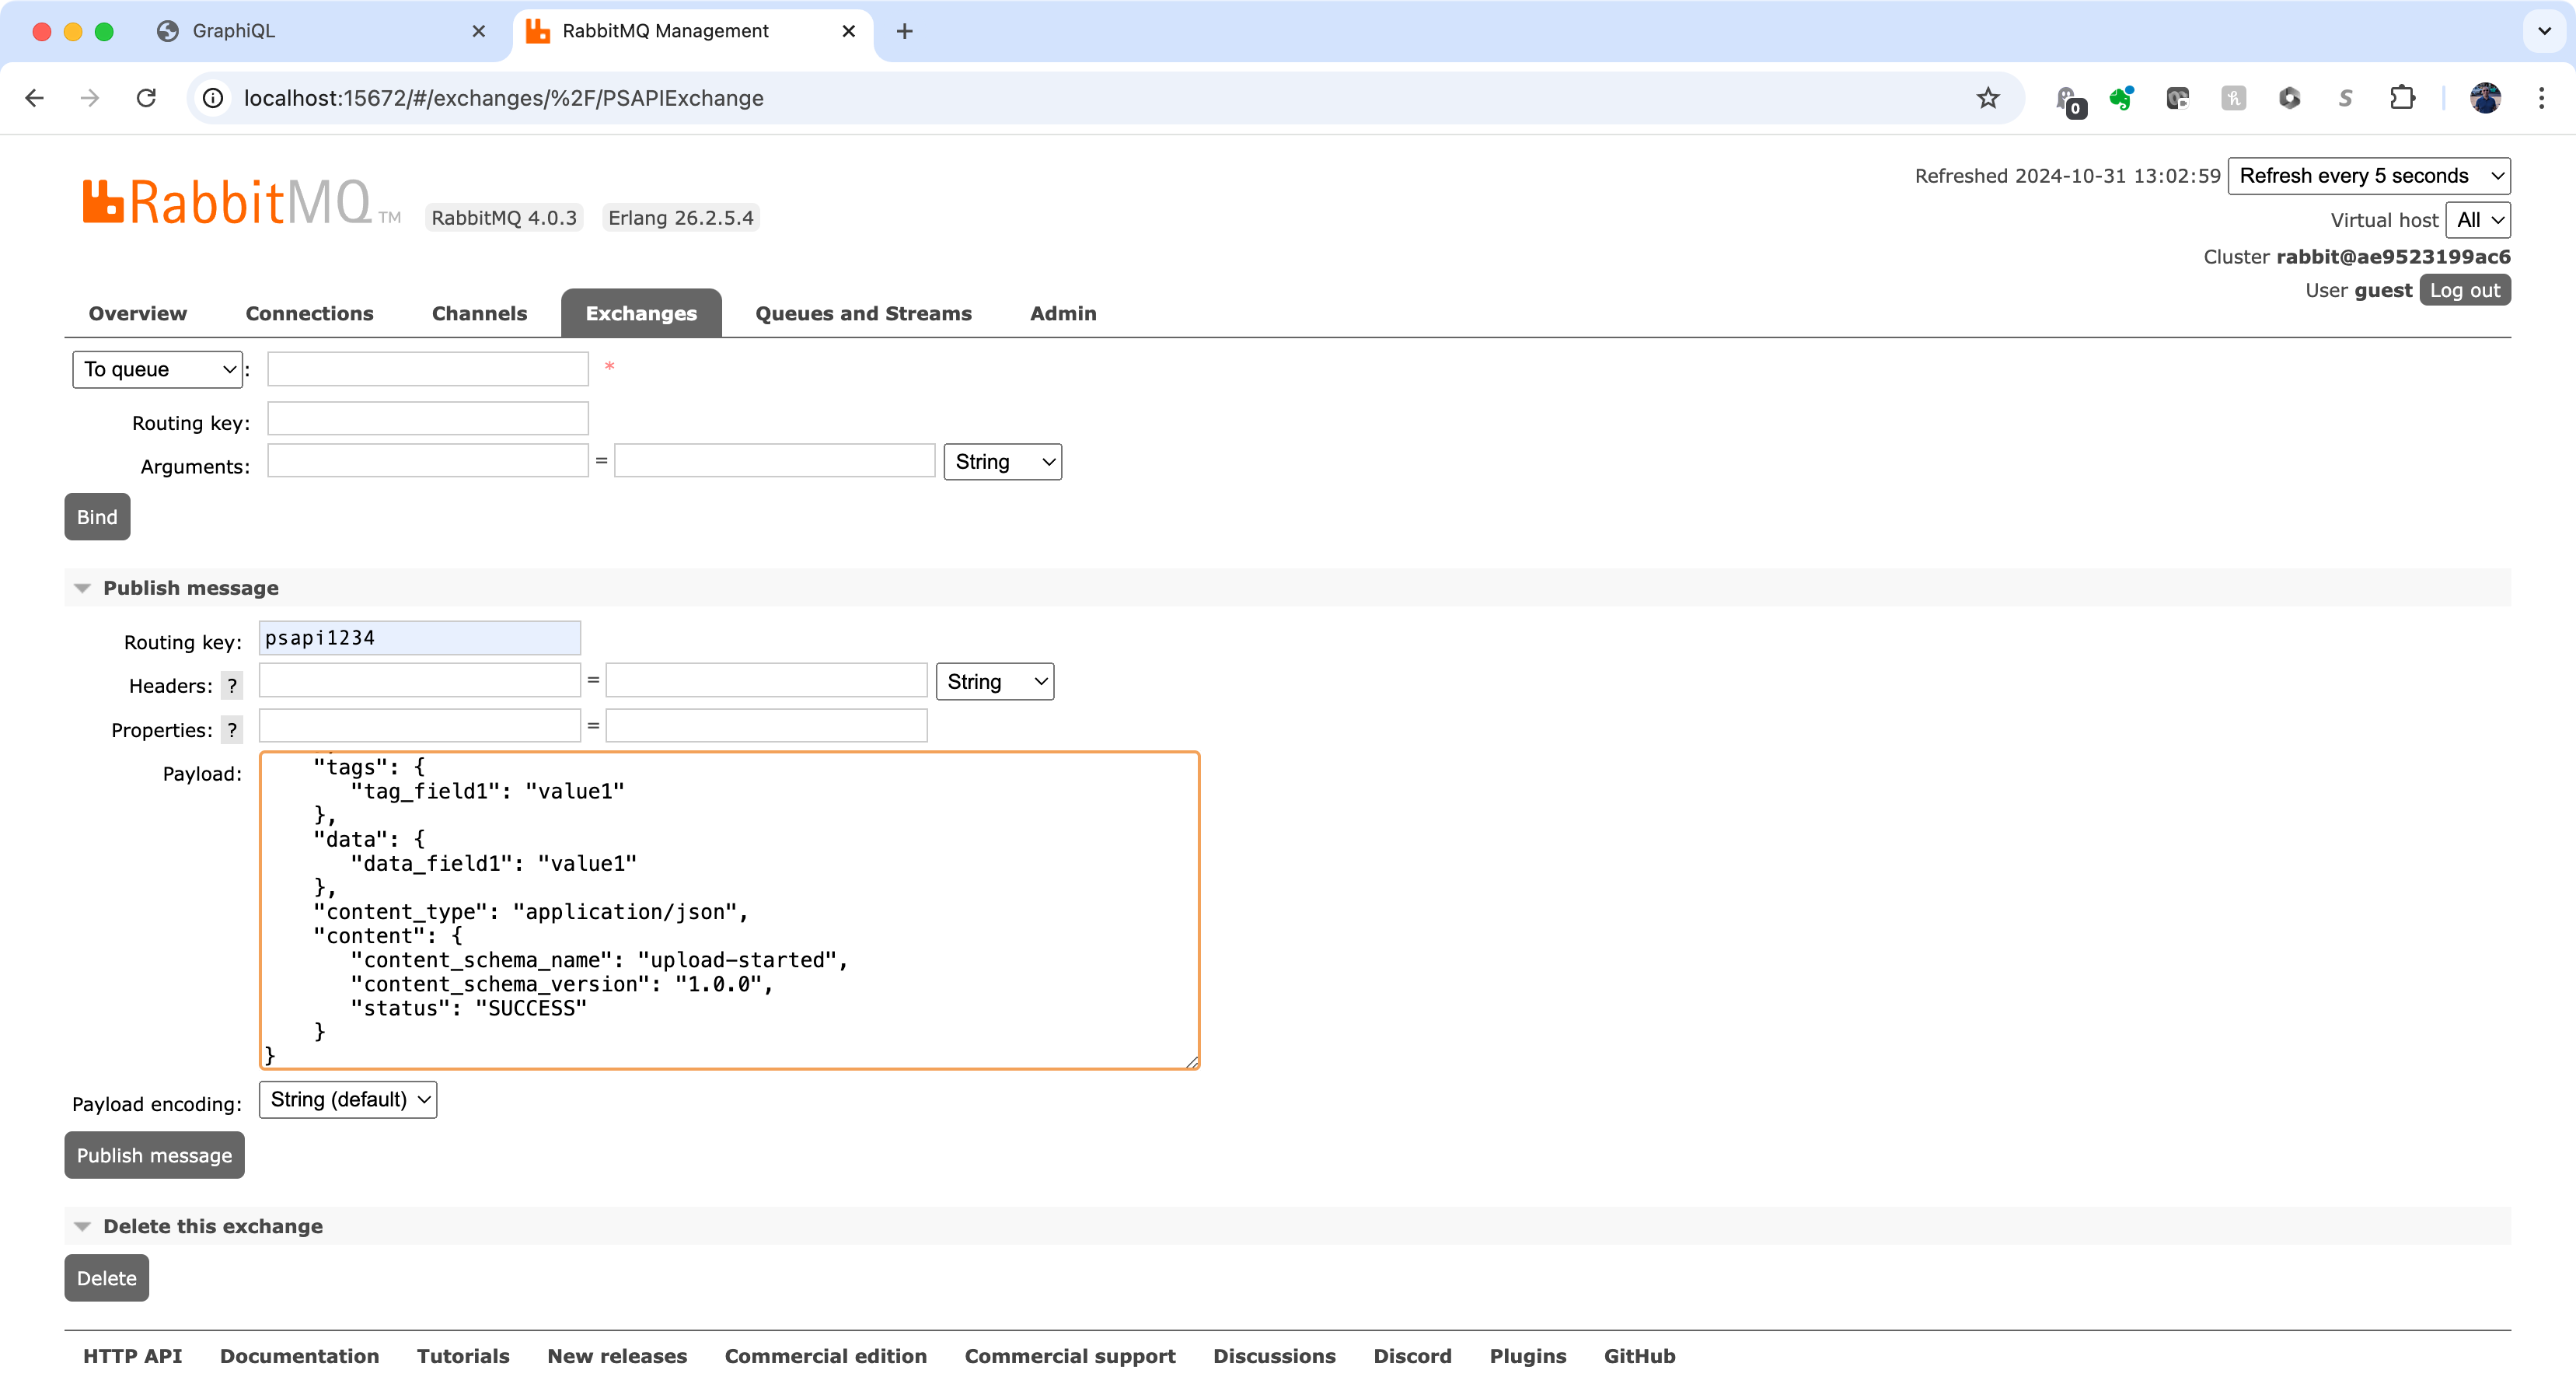 GraphiQL
RabbitMQ Management
localhost:15672/#/exchanges/%2F/PSAPIExchange
0
Refreshed 2024-10-31 13:02:59 Refresh every 5 seconds
RabbitMQ TM RabbitMQ 4.0.3 Erlang 26.2.5.4
Virtual host All
Cluster rabbit@ae9523199ac6
User guest Log out
Overview Connections Channels Exchanges Queues and Streams Admin
To queue : *
Routing key:
Arguments: = String
Bind
Publish message
Routing key: psapi1234
Headers: ? = String
Properties: ? =
Payload:
"tags": {
"tag_field1": "value1"
},
"data": {
"data_field1": "value1"
},
"content_type": "application/json",
"content": {
"content_schema_name": "upload-started",
"content_schema_version": "1.0.0",
"status": "SUCCESS"
}
}
Payload encoding: String (default)
Publish message
Delete this exchange
Delete
HTTP API Documentation Tutorials New releases Commercial edition Commercial support Discussions Discord Plugins GitHub